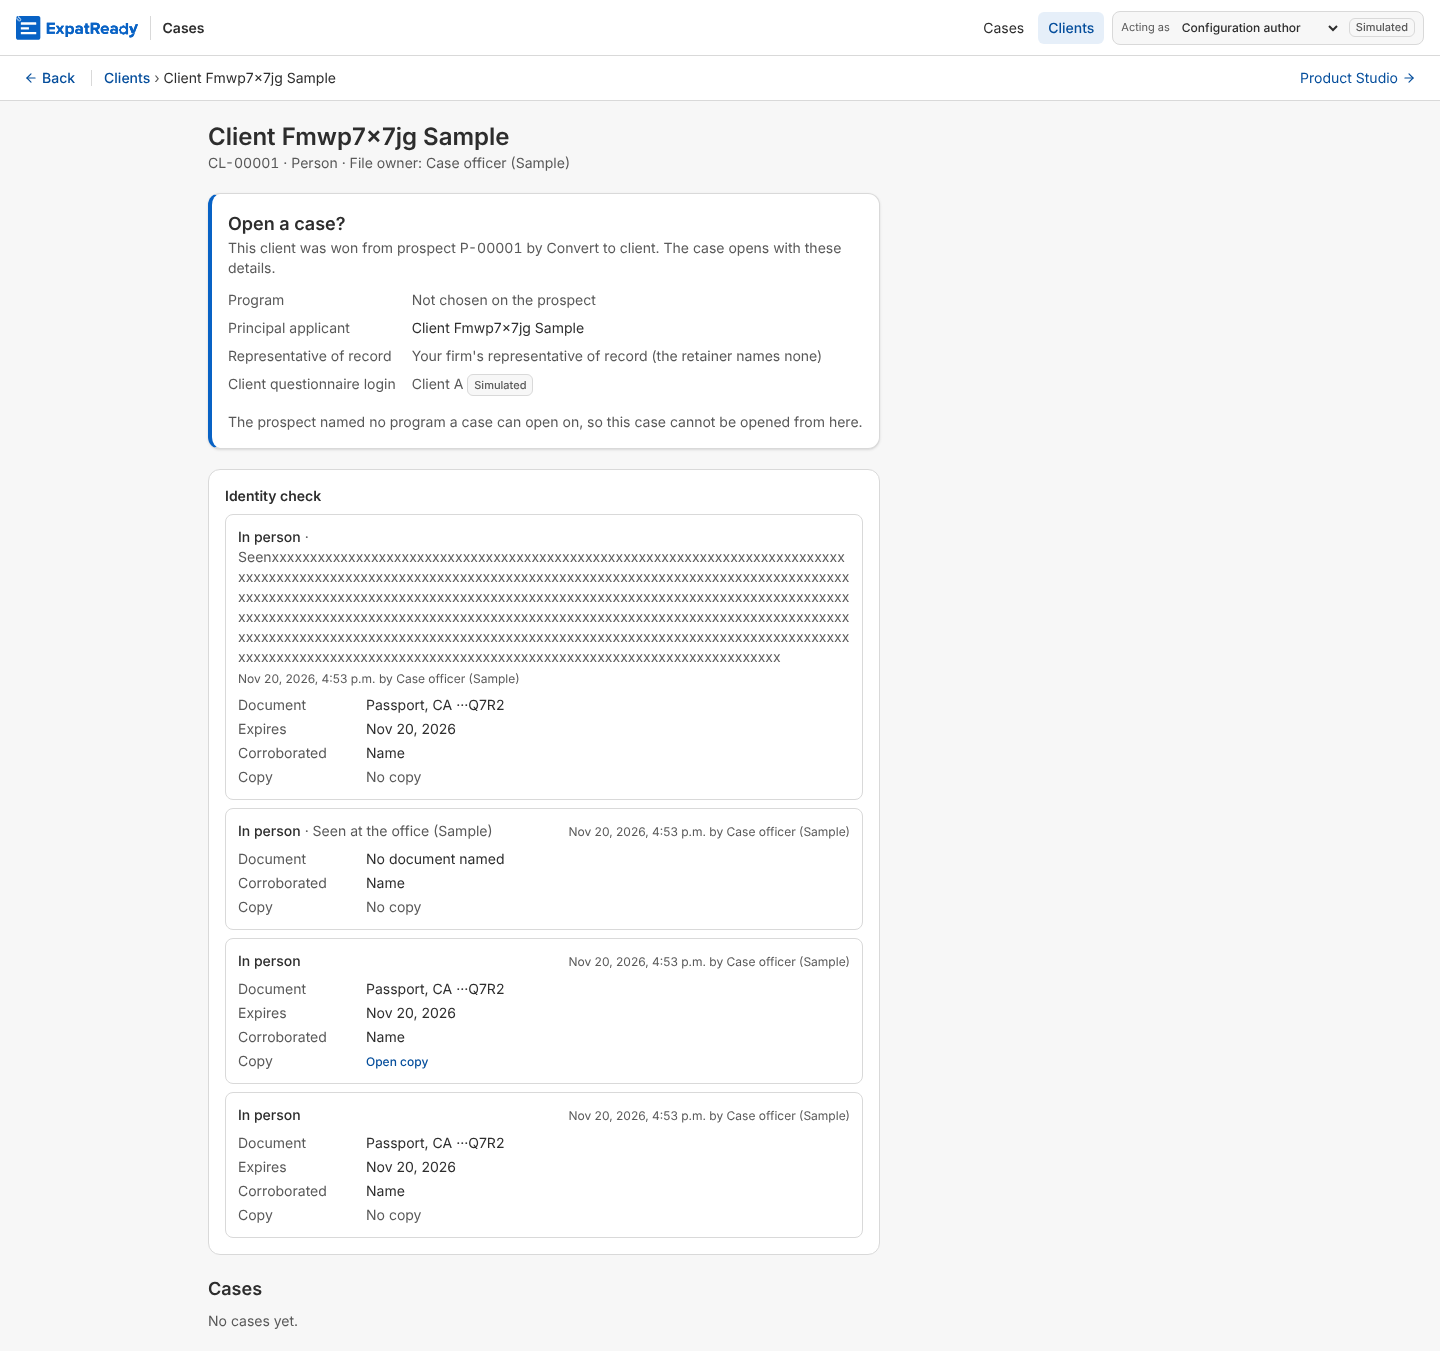 ExpatReady
Cases
Cases
Clients
Acting as
Configuration author
Simulated
← Back
Clients › Client Fmwp7×7jg Sample
Product Studio →
Client Fmwp7×7jg Sample
CL-00001 · Person · File owner: Case officer (Sample)
Open a case?
This client was won from prospect P-00001 by Convert to client. The case opens with these
details.
Program
Not chosen on the prospect
Principal applicant
Client Fmwp7×7jg Sample
Representative of record
Your firm's representative of record (the retainer names none)
Client questionnaire login
Client A Simulated
The prospect named no program a case can open on, so this case cannot be opened from here.
Identity check
In person ·
Seenxxxxxxxxxxxxxxxxxxxxxxxxxxxxxxxxxxxxxxxxxxxxxxxxxxxxxxxxxxxxxxxxxxxxxxxxxxx
xxxxxxxxxxxxxxxxxxxxxxxxxxxxxxxxxxxxxxxxxxxxxxxxxxxxxxxxxxxxxxxxxxxxxxxxxxxxxxxx
xxxxxxxxxxxxxxxxxxxxxxxxxxxxxxxxxxxxxxxxxxxxxxxxxxxxxxxxxxxxxxxxxxxxxxxxxxxxxxxx
xxxxxxxxxxxxxxxxxxxxxxxxxxxxxxxxxxxxxxxxxxxxxxxxxxxxxxxxxxxxxxxxxxxxxxxxxxxxxxxx
xxxxxxxxxxxxxxxxxxxxxxxxxxxxxxxxxxxxxxxxxxxxxxxxxxxxxxxxxxxxxxxxxxxxxxxxxxxxxxxx
xxxxxxxxxxxxxxxxxxxxxxxxxxxxxxxxxxxxxxxxxxxxxxxxxxxxxxxxxxxxxxxxxxxxxxx
Nov 20, 2026, 4:53 p.m. by Case officer (Sample)
Document
Passport, CA ···Q7R2
Expires
Nov 20, 2026
Corroborated
Name
Copy
No copy
In person · Seen at the office (Sample)
Nov 20, 2026, 4:53 p.m. by Case officer (Sample)
Document
No document named
Corroborated
Name
Copy
No copy
In person
Nov 20, 2026, 4:53 p.m. by Case officer (Sample)
Document
Passport, CA ···Q7R2
Expires
Nov 20, 2026
Corroborated
Name
Copy
Open copy
In person
Nov 20, 2026, 4:53 p.m. by Case officer (Sample)
Document
Passport, CA ···Q7R2
Expires
Nov 20, 2026
Corroborated
Name
Copy
No copy
Cases
No cases yet.